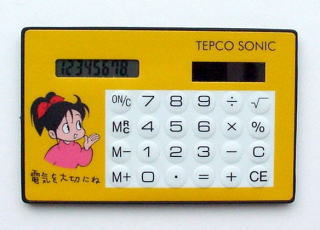 TEPCO SONIC
12345678
ON/C 7 8 9 ÷ √
MRC 4 5 6 × %
M− 1 2 3 − C
M+ 0 · = + CE
電気を大切にね